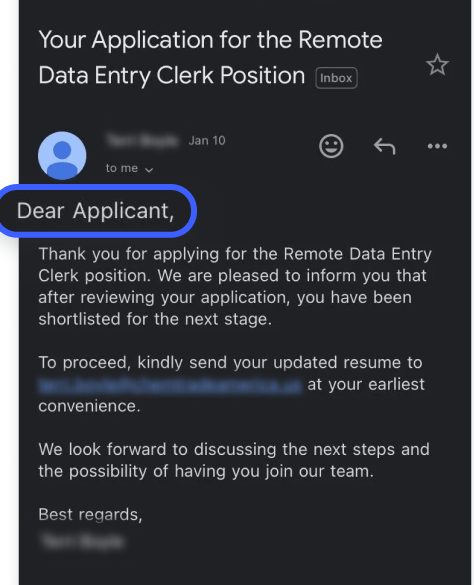 Your Application for the Remote
Data Entry Clerk Position Inbox
Jan 10
to me
Dear Applicant,
Thank you for applying for the Remote Data Entry
Clerk position. We are pleased to inform you that
after reviewing your application, you have been
shortlisted for the next stage.
To proceed, kindly send your updated resume to
at your earliest
convenience.
We look forward to discussing the next steps and
the possibility of having you join our team.
Best regards,